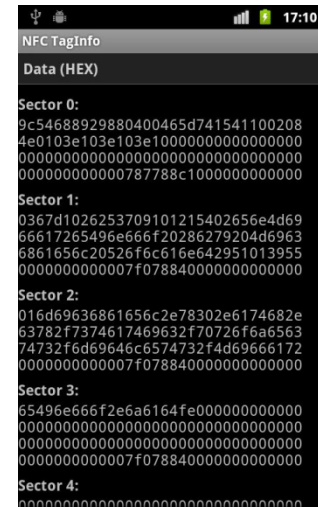 17:10
NFC TagInfo
Data (HEX)
Sector 0:
9c54688929880400465d741541100208
4e0103e103e103e10000000000000000
00000000000000000000000000000000
000000000000787788c1000000000000
Sector 1:
0367d1026253709101215402656e4d69
66617265496e666f20286279204d6963
6861656c20526f6c616e642951013955
0000000000007f078840000000000000
Sector 2:
016d69636861656c2e78302e6174682e
63782f7374617469632f70726f6a6563
74732f6d69646c6574732f4d69666172
0000000000007f078840000000000000
Sector 3:
65496e666f2e6a6164fe000000000000
00000000000000000000000000000000
00000000000000000000000000000000
0000000000007f078840000000000000
Sector 4: